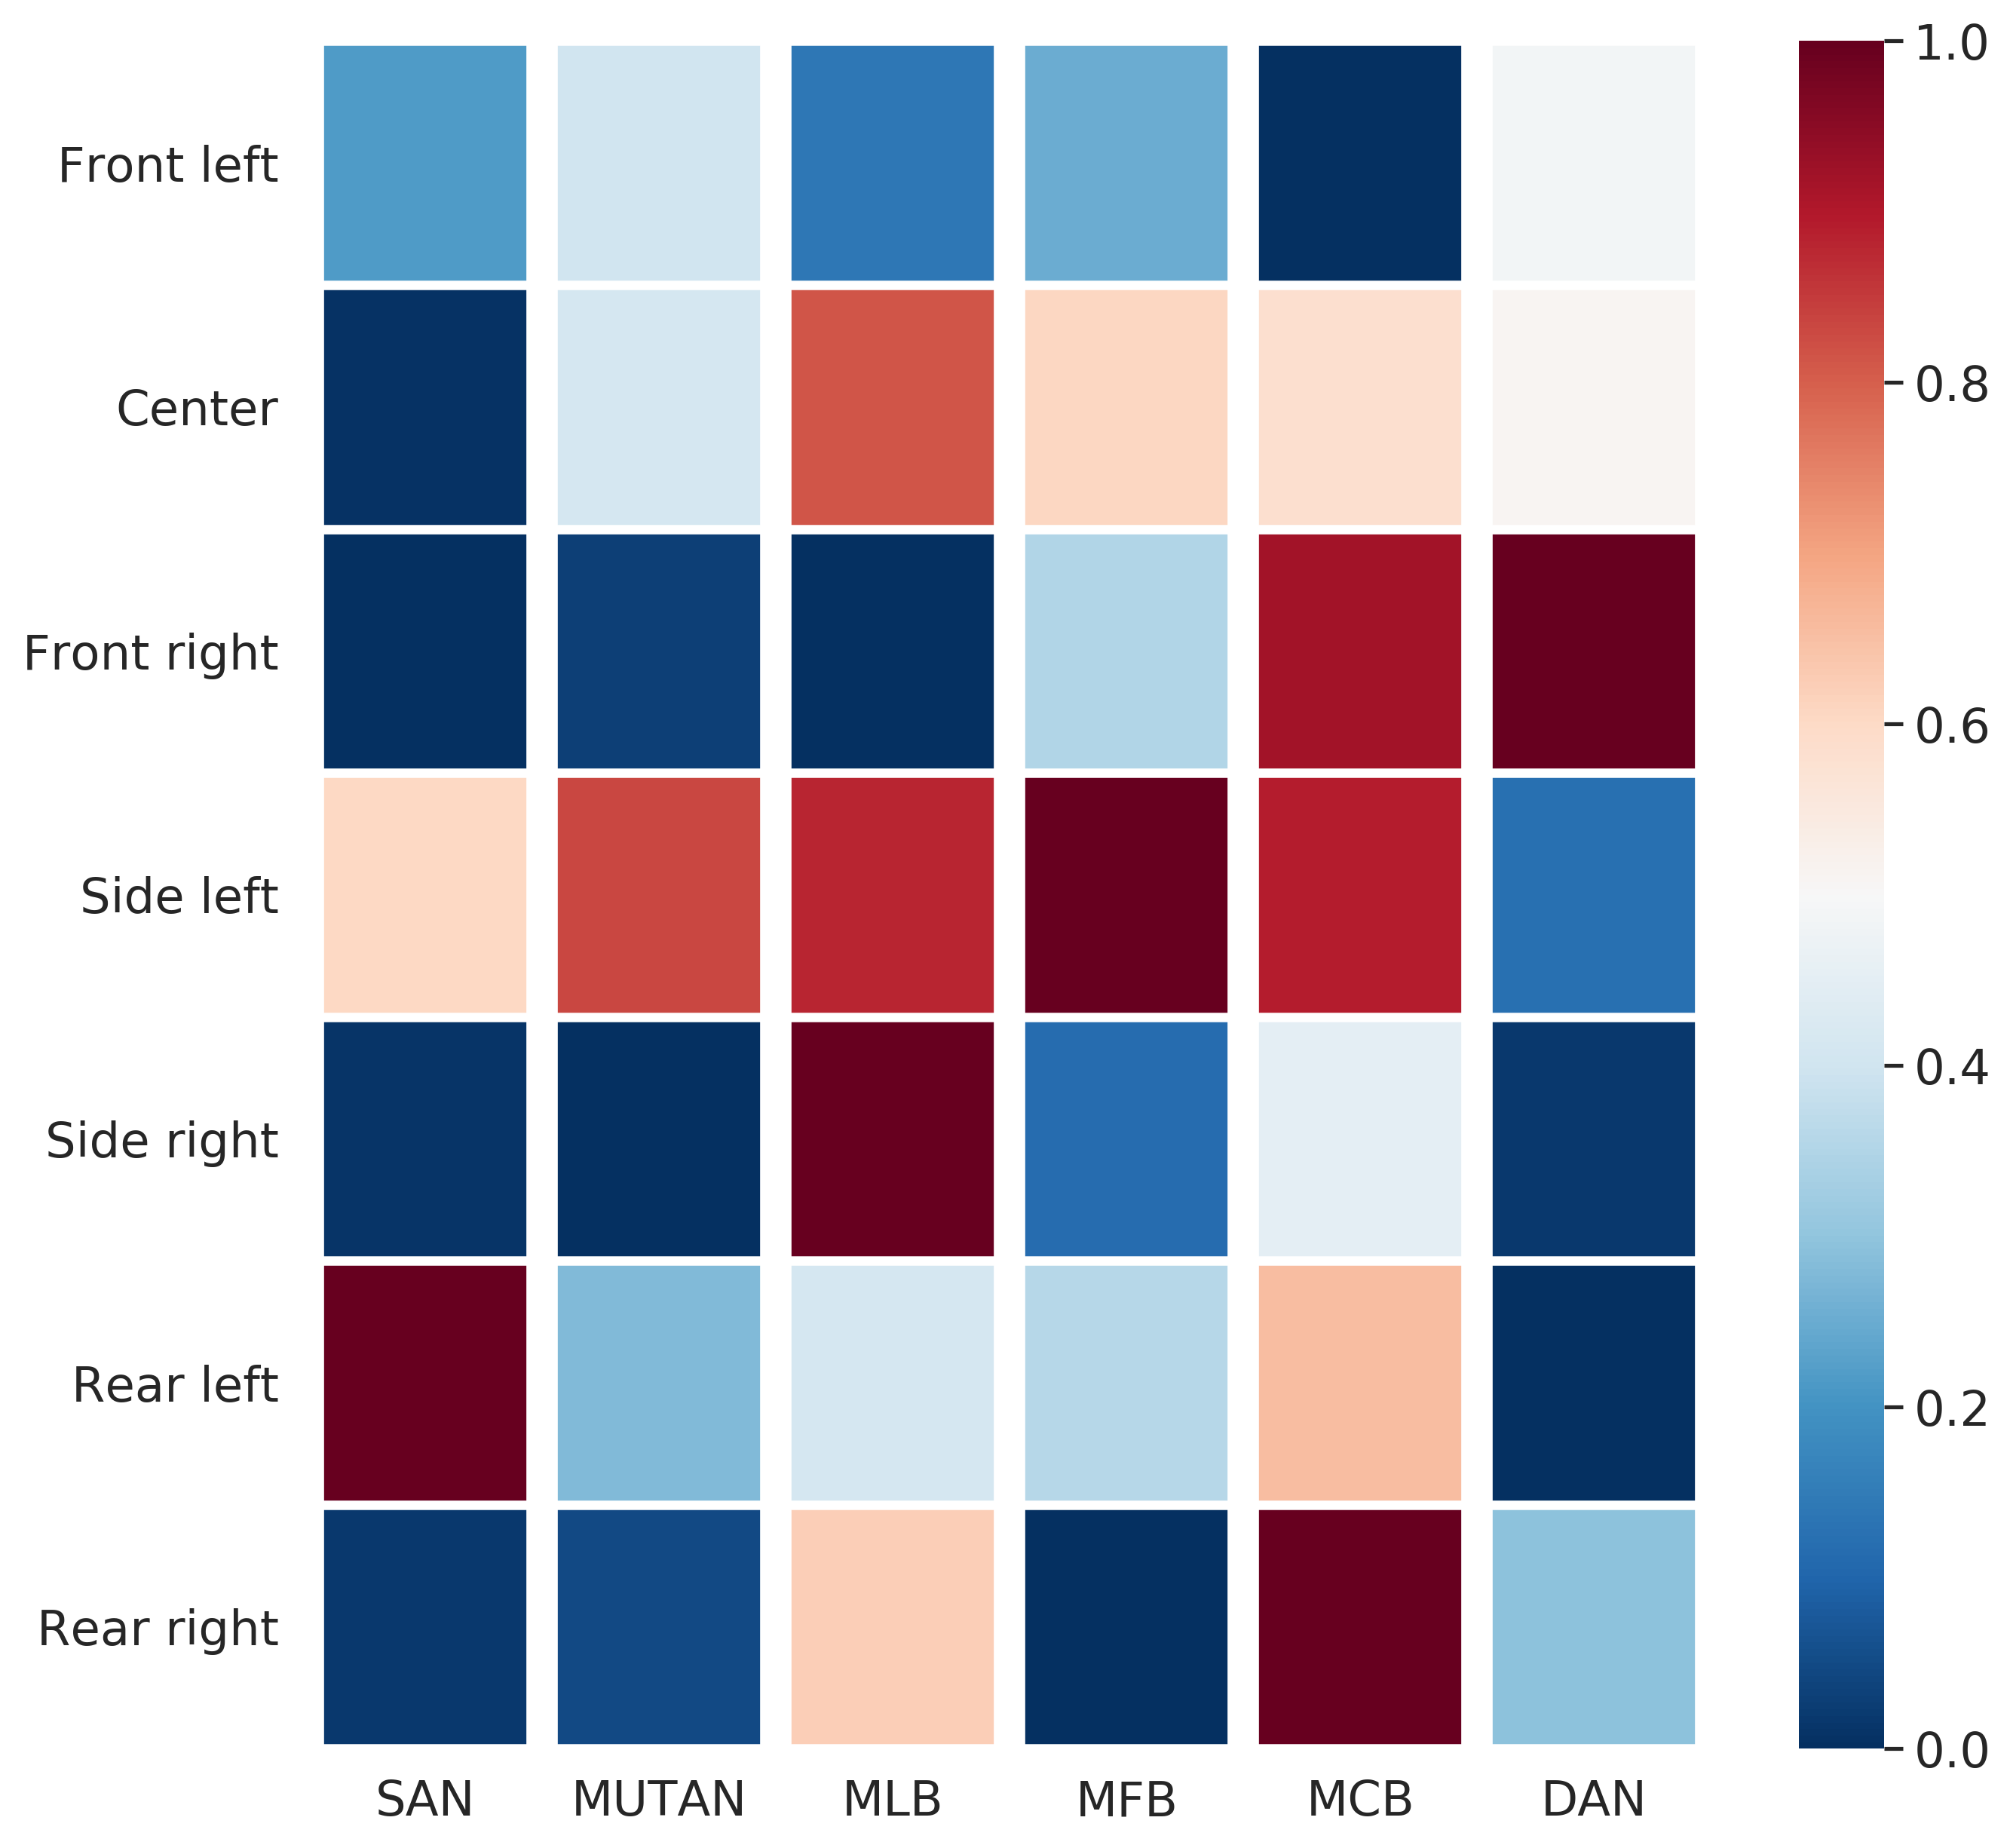 Front left
Center
Front right
Side left
Side right
Rear left
Rear right
SAN MUTAN MLB MFB MCB DAN
1.0
0.8
0.6
0.4
0.2
0.0